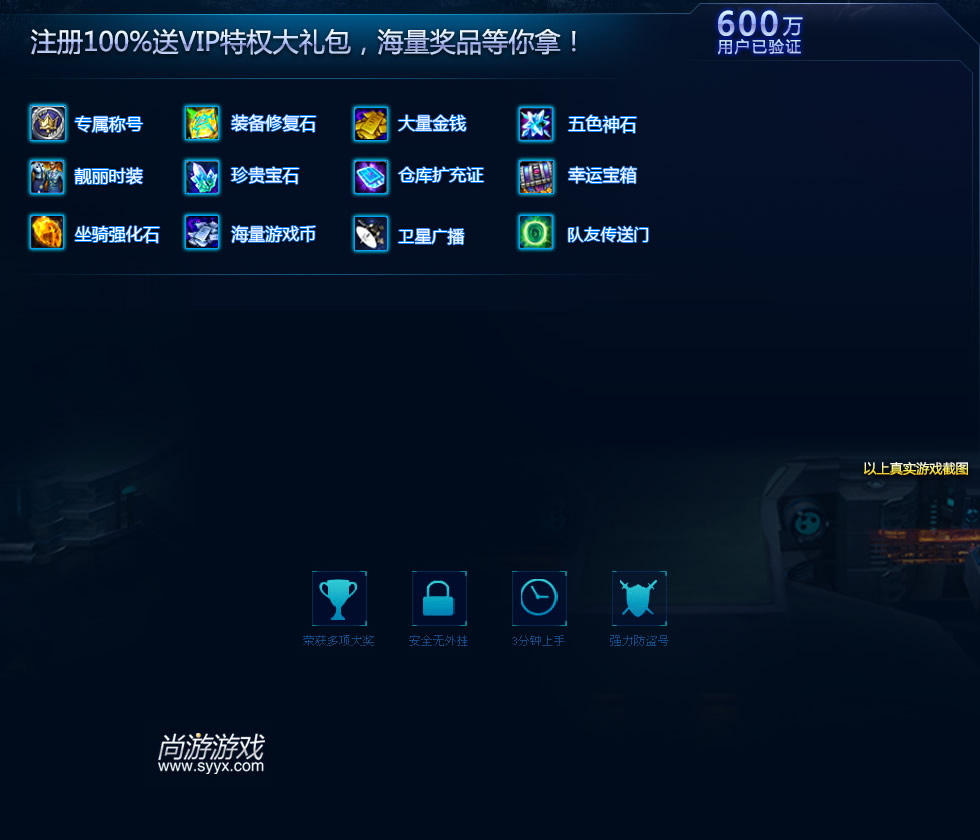 注册100%送VIP特权大礼包，海量奖品等你拿！
600万
用户已验证
专属称号
装备修复石
大量金钱
五色神石
靓丽时装
珍贵宝石
仓库扩充证
幸运宝箱
坐骑强化石
海量游戏币
卫星广播
队友传送门
以上真实游戏截图
荣获多项大奖
安全无外挂
3分钟上手
强力防盗号
尚游游戏
www.syyx.com